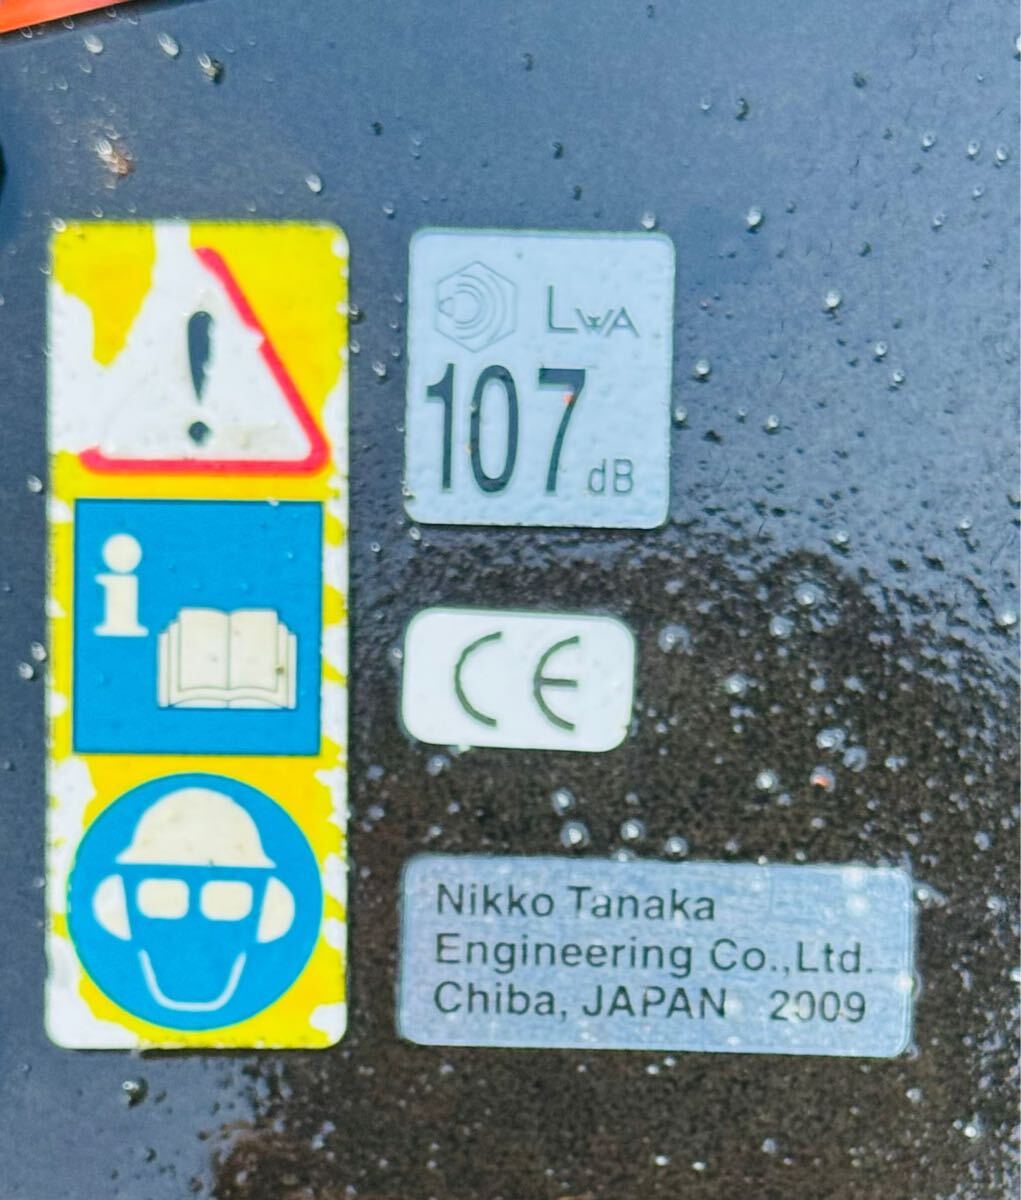 LWA
107
dB
i
CE
Nikko Tanaka
Engineering Co.,Ltd.
Chiba, JAPAN 2009